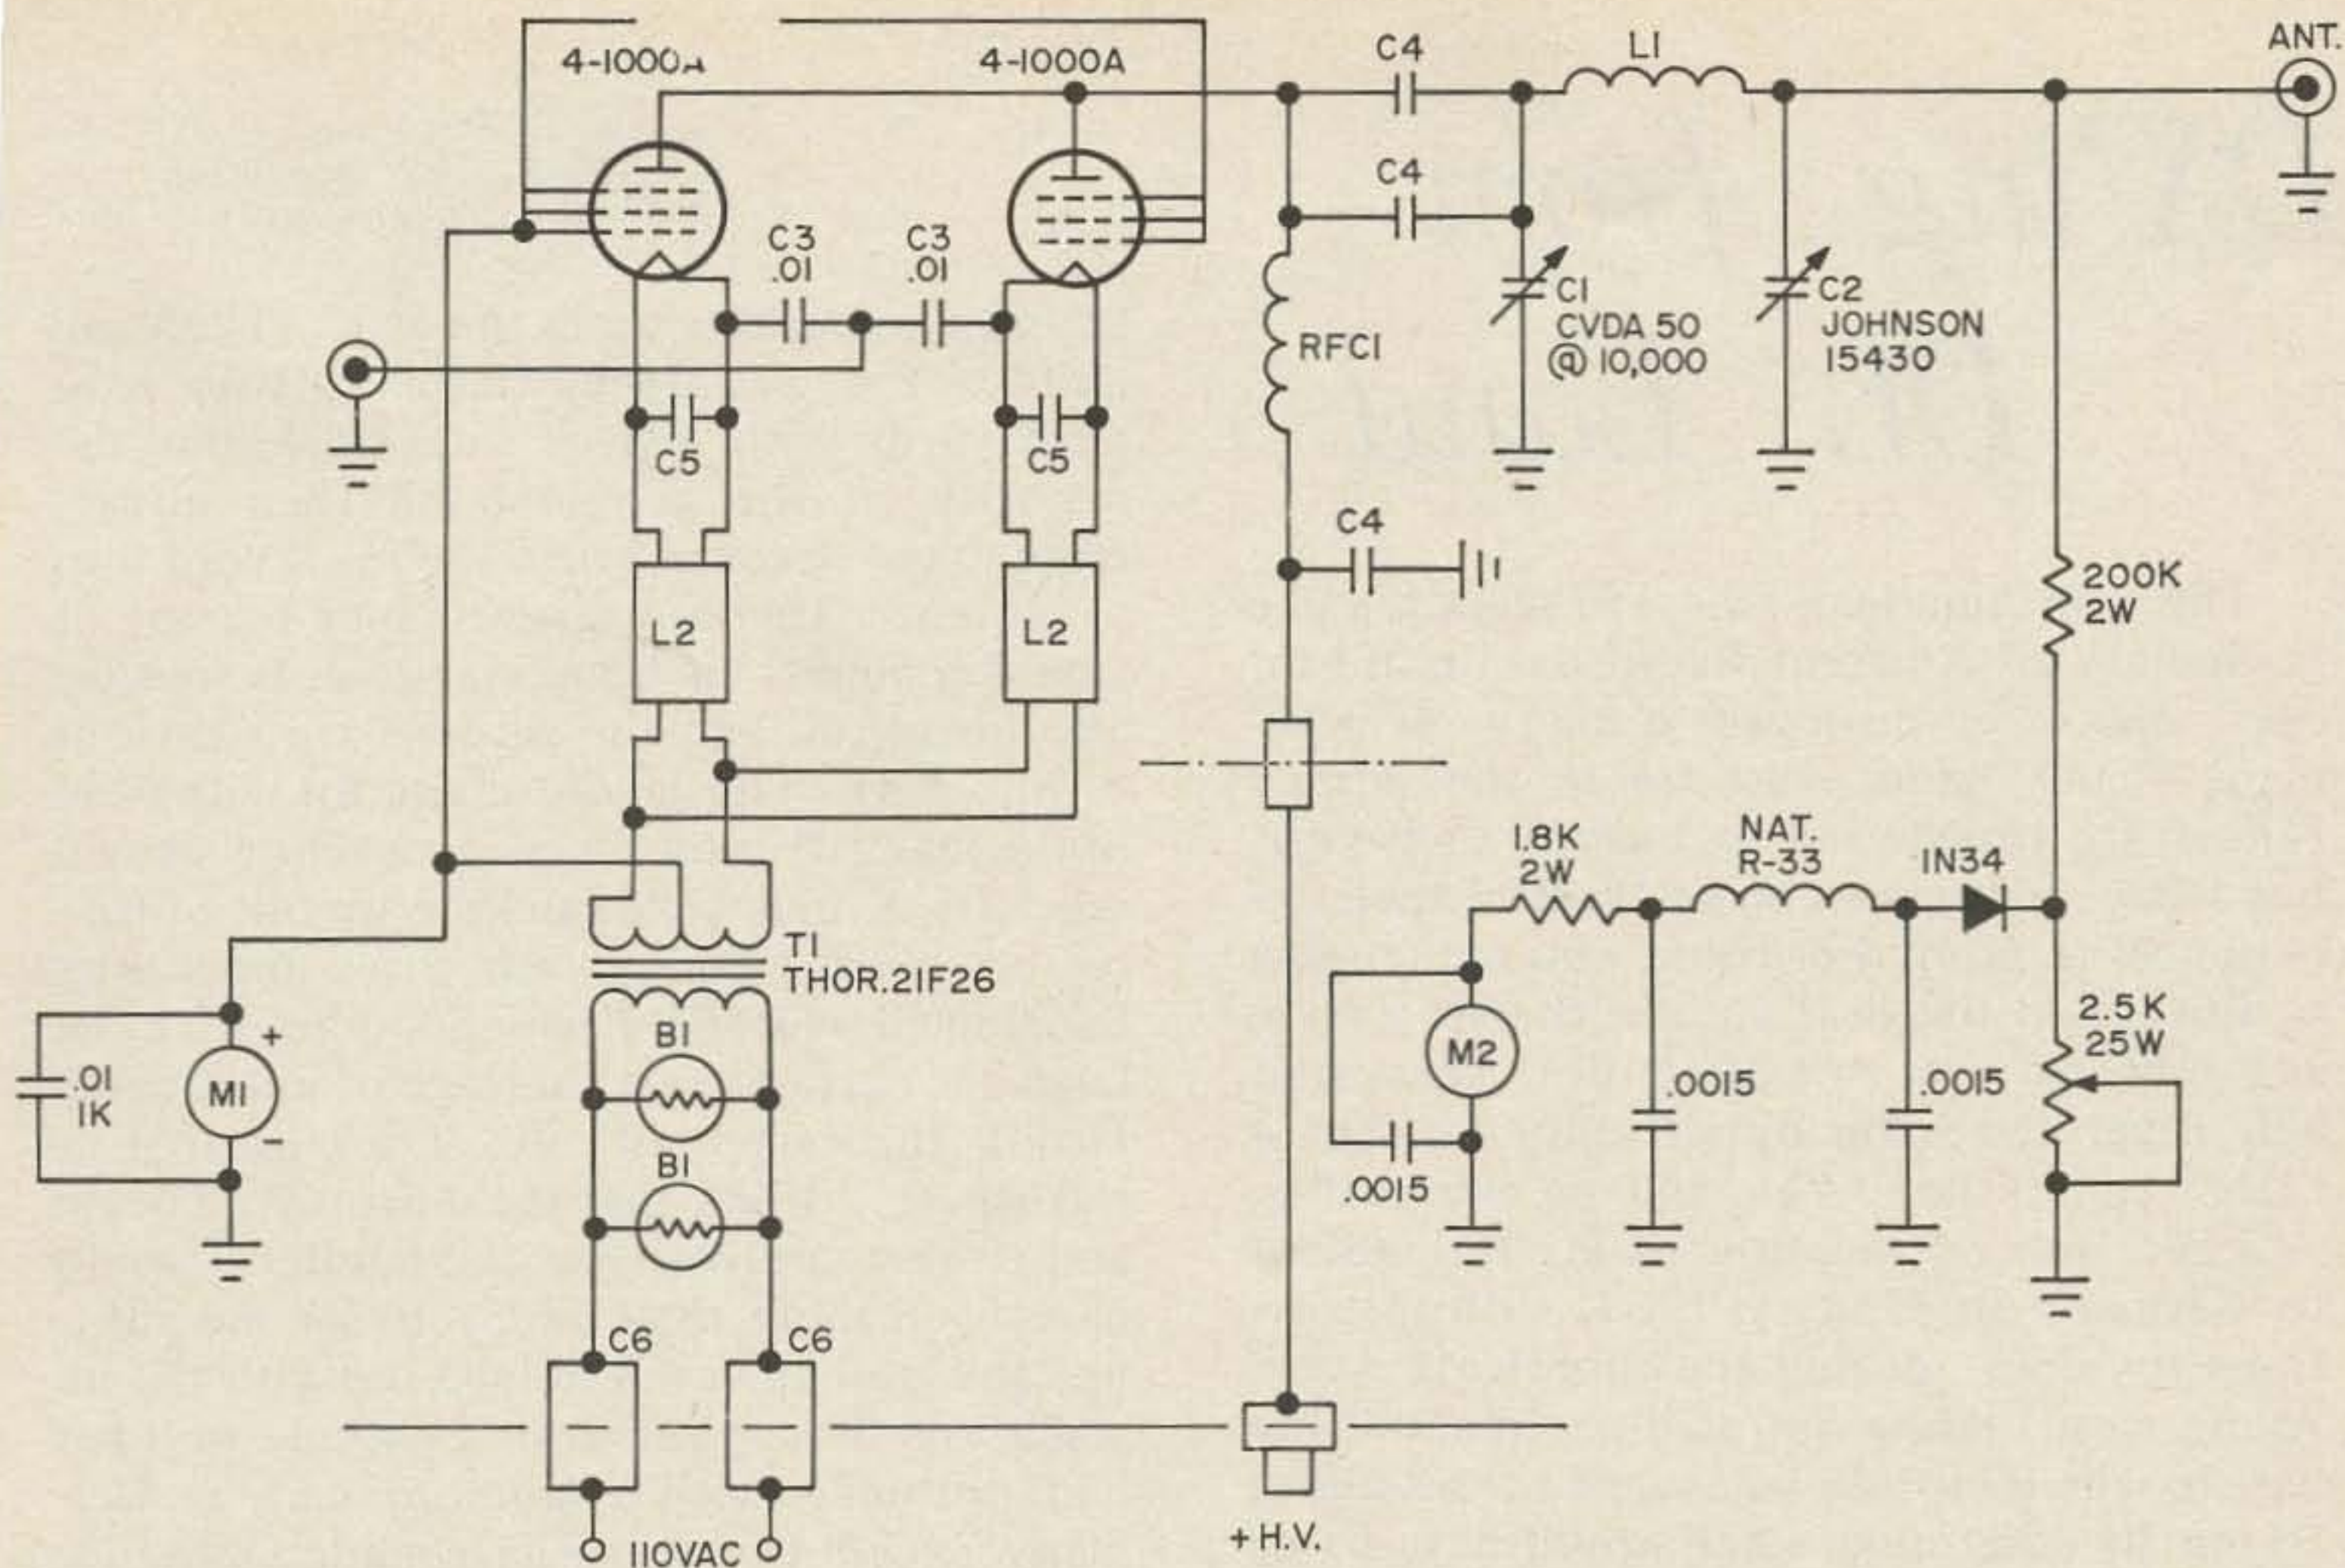 4-1000A
4-1000A
C4
L1
ANT.
C4
C3
.01
C3
.01
C1
CVDA 50
@ 10,000
C2
JOHNSON
15430
RFC1
C5
C5
C4
200K
2W
L2
L2
1.8K
2W
NAT.
R-33
1N34
T1
THOR.21F26
2.5K
25W
B1
+
M1
-
.01
1K
M2
.0015
.0015
B1
.0015
C6
C6
110VAC
+ H.V.